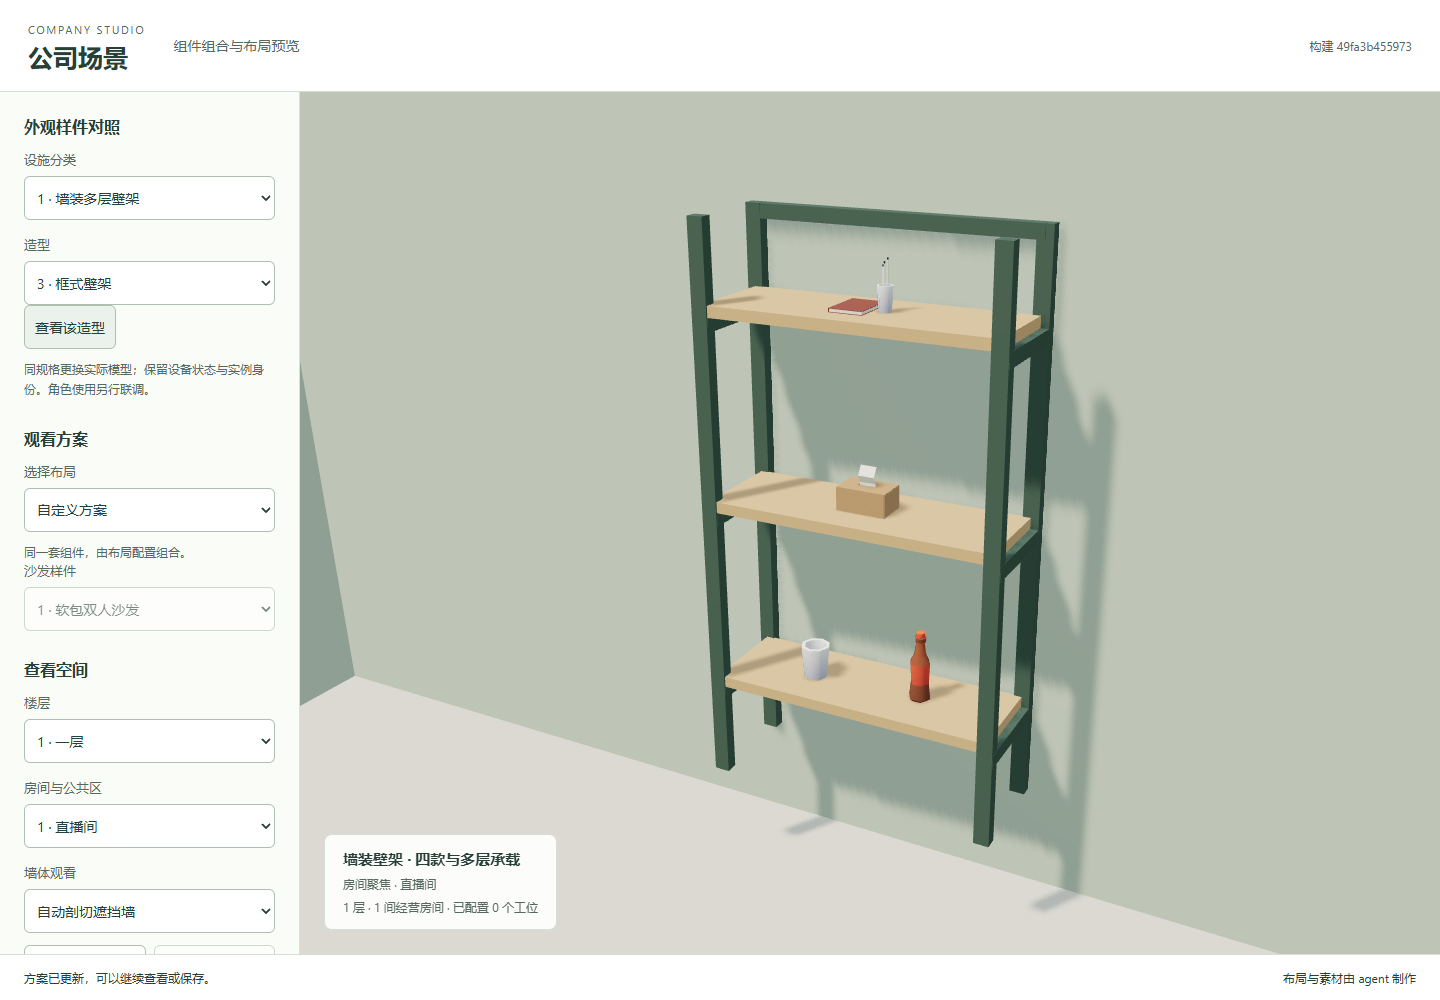 COMPANY STUDIO
公司场景
组件组合与布局预览
构建 49fa3b455973
外观样件对照
设施分类
1 · 墙装多层壁架
造型
3 · 框式壁架
查看该造型
同规格更换实际模型；保留设备状态与实例身
份。角色使用另行联调。
观看方案
选择布局
自定义方案
同一套组件，由布局配置组合。
沙发样件
1 · 软包双人沙发
查看空间
楼层
1 · 一层
房间与公共区
1 · 直播间
墙体观看
自动剖切遮挡墙
墙装壁架 · 四款与多层承载
房间聚焦 · 直播间
1 层 · 1 间经营房间 · 已配置 0 个工位
方案已更新，可以继续查看或保存。
布局与素材由 agent 制作